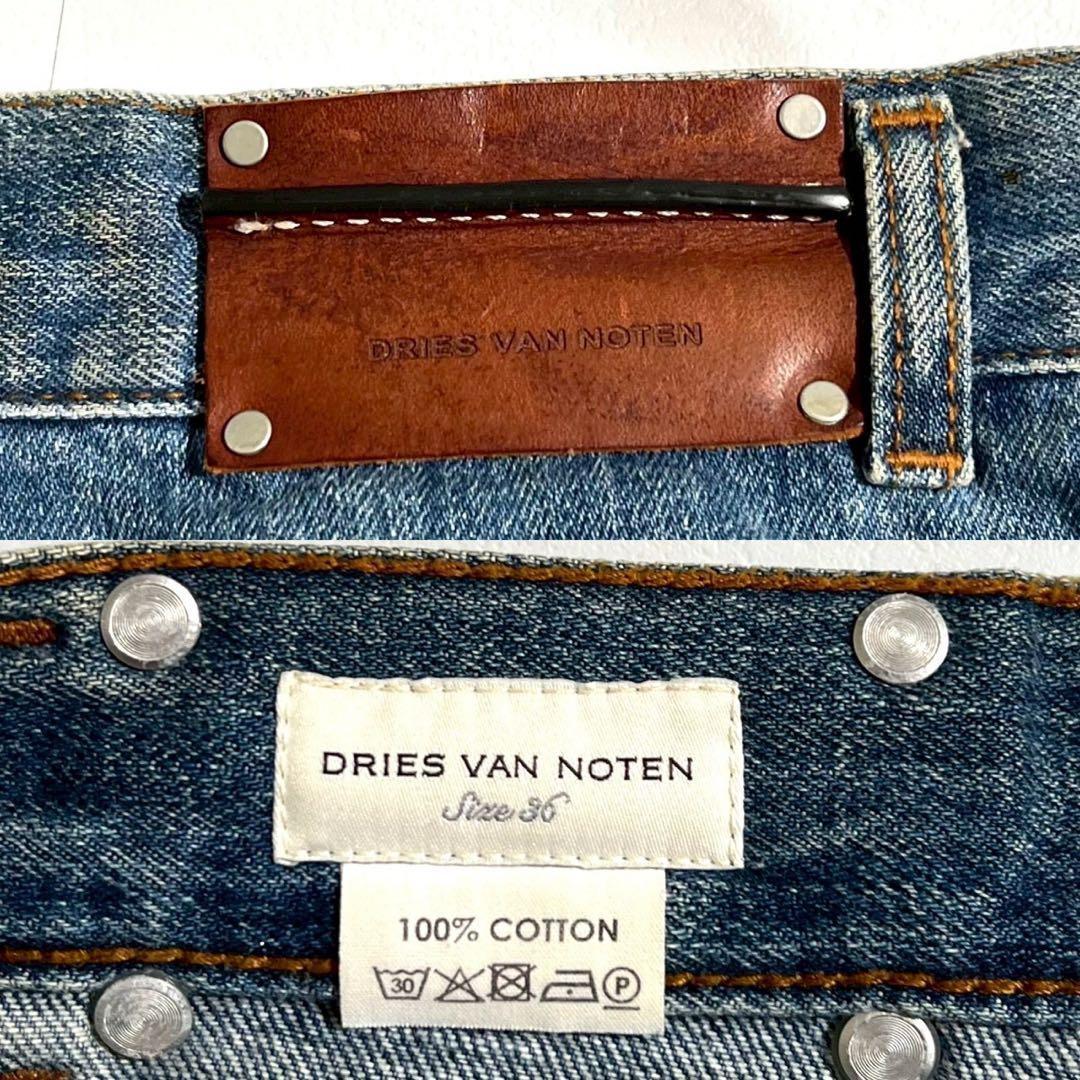 DRIES VAN NOTEN
DRIES VAN NOTEN
Size 36
100% COTTON
30 P